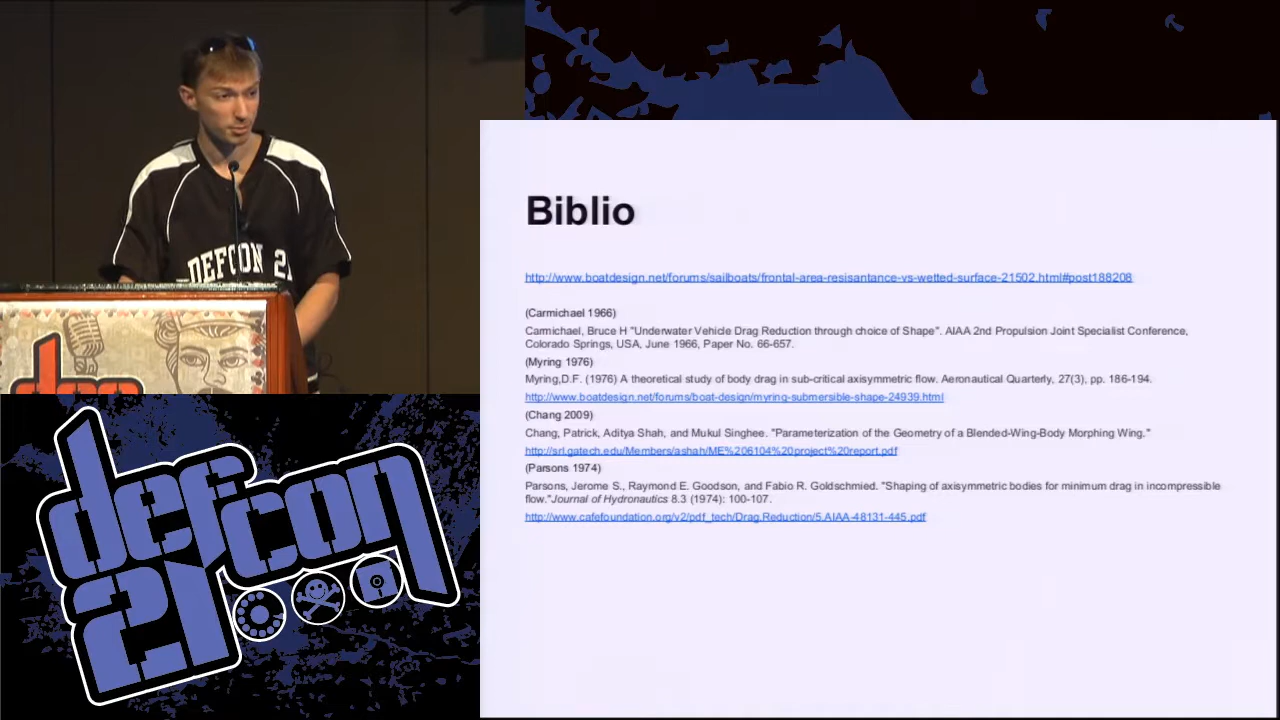 DEFCON 21
defcon
21
Biblio
http://www.boatdesign.net/forums/sailboats/frontal-area-resisantance-vs-wetted-surface-21502.html#post188208
(Carmichael 1966)
Carmichael, Bruce H "Underwater Vehicle Drag Reduction through choice of Shape". AIAA 2nd Propulsion Joint Specialist Conference,
Colorado Springs, USA, June 1966, Paper No. 66-657.
(Myring 1976)
Myring,D.F. (1976) A theoretical study of body drag in sub-critical axisymmetric flow. Aeronautical Quarterly, 27(3), pp. 186-194.
http://www.boatdesign.net/forums/boat-design/myring-submersible-shape-24939.html
(Chang 2009)
Chang, Patrick, Aditya Shah, and Mukul Singhee. "Parameterization of the Geometry of a Blended-Wing-Body Morphing Wing."
http://srl.gatech.edu/Members/ashah/ME%206104%20project%20report.pdf
(Parsons 1974)
Parsons, Jerome S., Raymond E. Goodson, and Fabio R. Goldschmied. "Shaping of axisymmetric bodies for minimum drag in incompressible
flow."Journal of Hydronautics 8.3 (1974): 100-107.
http://www.cafefoundation.org/v2/pdf_tech/Drag.Reduction/5.AIAA-48131-445.pdf